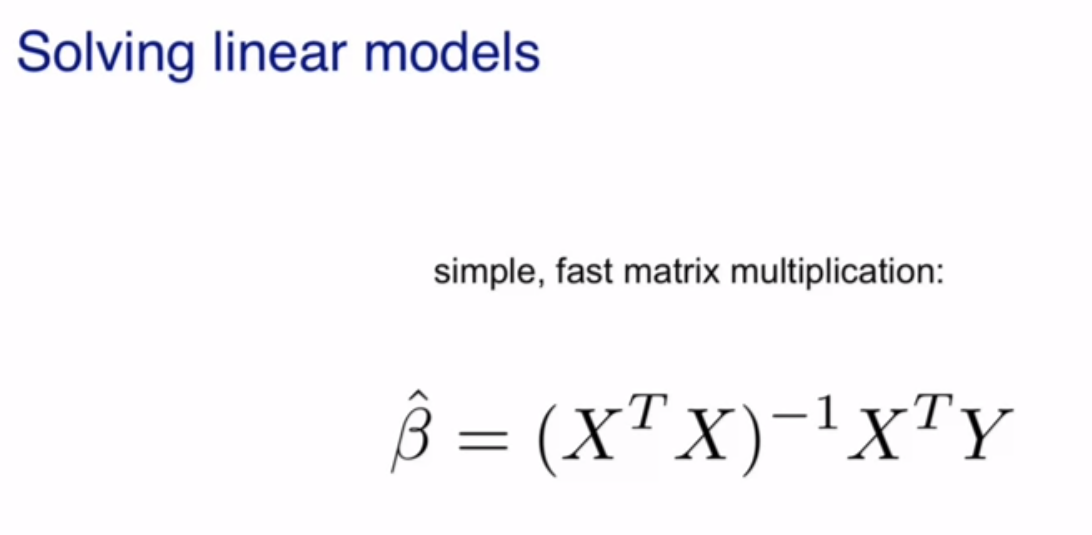 Solving linear models
simple, fast matrix multiplication:
β̂ = (XᵀX)⁻¹XᵀY